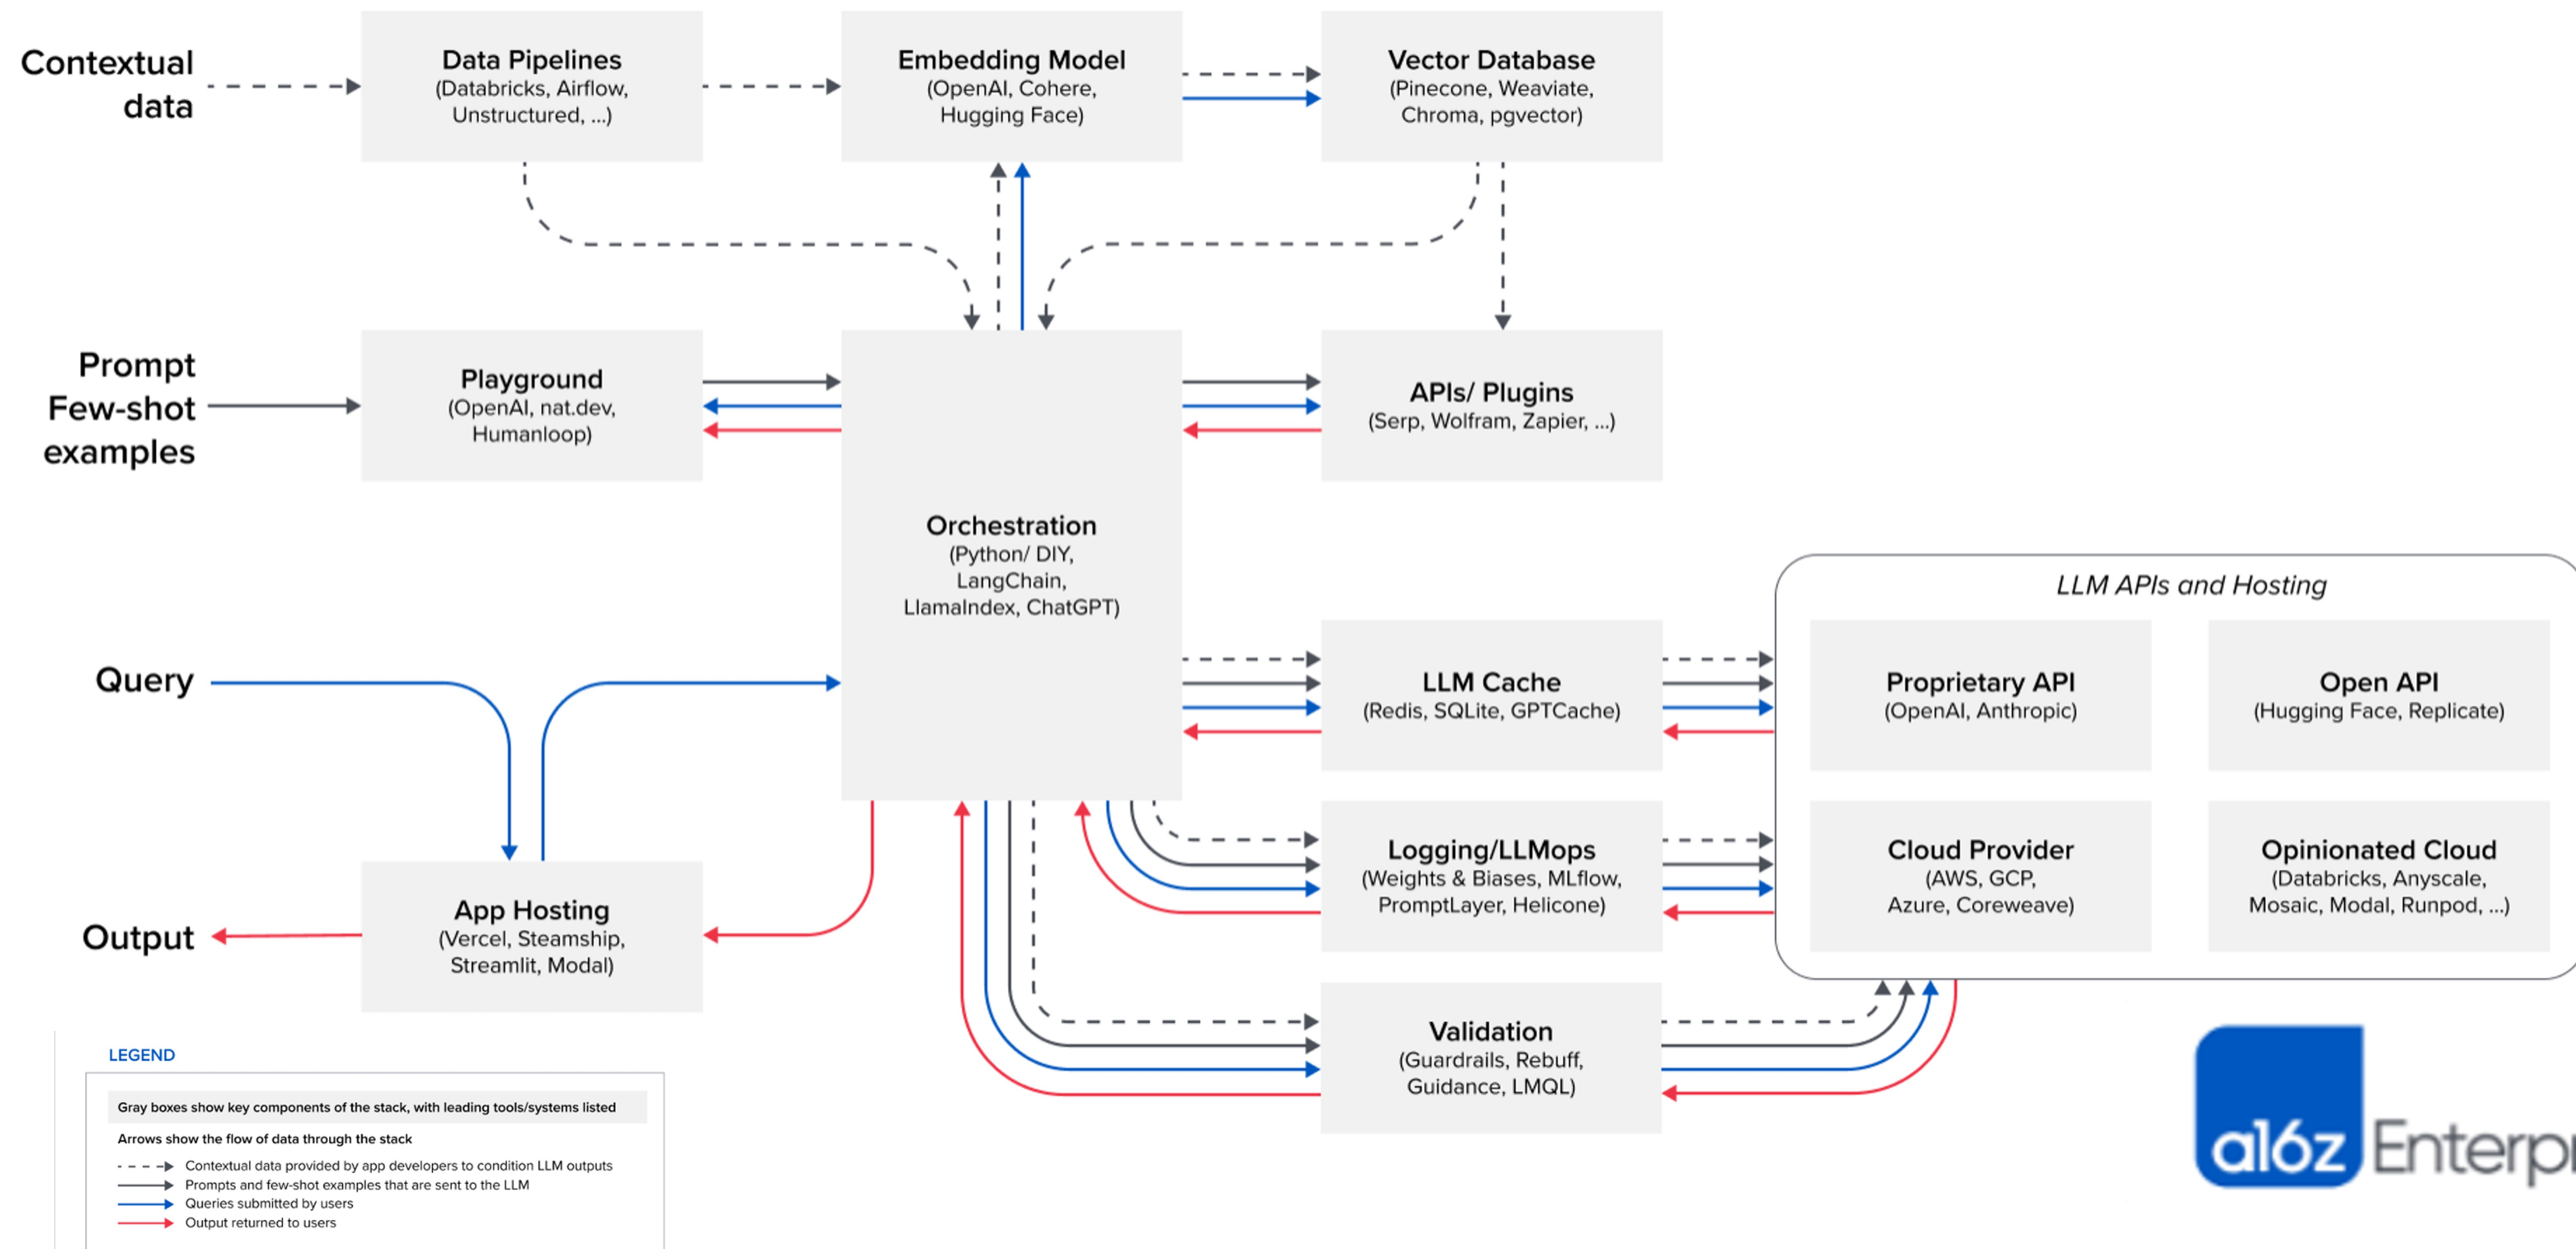 Contextual
data
Data Pipelines
(Databricks, Airflow,
Unstructured, ...)
Embedding Model
(OpenAI, Cohere,
Hugging Face)
Vector Database
(Pinecone, Weaviate,
Chroma, pgvector)
Prompt
Few-shot
examples
Playground
(OpenAI, nat.dev,
Humanloop)
Orchestration
(Python/ DIY,
LangChain,
LlamaIndex, ChatGPT)
APIs/ Plugins
(Serp, Wolfram, Zapier, ...)
Query
Output
App Hosting
(Vercel, Steamship,
Streamlit, Modal)
LLM Cache
(Redis, SQLite, GPTCache)
Logging/LLMops
(Weights & Biases, MLflow,
PromptLayer, Helicone)
Validation
(Guardrails, Rebuff,
Guidance, LMQL)
LLM APIs and Hosting
Proprietary API
(OpenAI, Anthropic)
Open API
(Hugging Face, Replicate)
Cloud Provider
(AWS, GCP,
Azure, Coreweave)
Opinionated Cloud
(Databricks, Anyscale,
Mosaic, Modal, Runpod, ...)
LEGEND
Gray boxes show key components of the stack, with leading tools/systems listed
Arrows show the flow of data through the stack
Contextual data provided by app developers to condition LLM outputs
Prompts and few-shot examples that are sent to the LLM
Queries submitted by users
Output returned to users
a16z